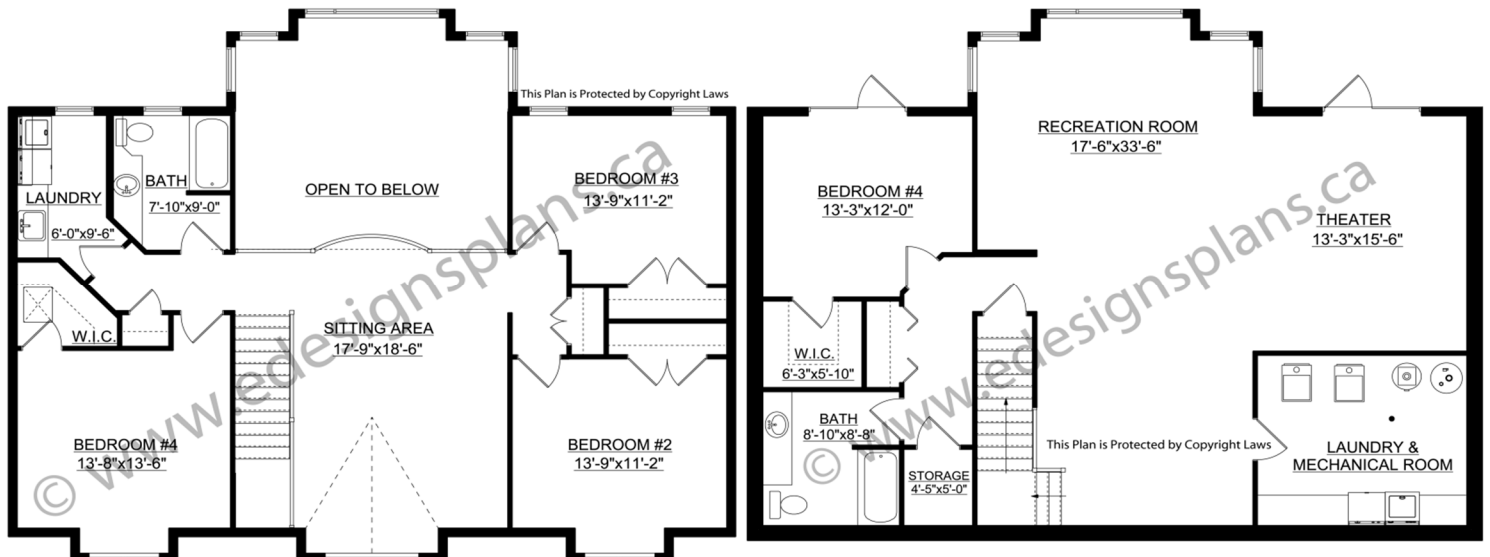 This Plan is Protected by Copyright Laws
LAUNDRY
6'-0"x9'-6"
BATH
7'-10"x9'-0"
OPEN TO BELOW
BEDROOM #3
13'-9"x11'-2"
W.I.C.
SITTING AREA
17'-9"x18'-6"
BEDROOM #4
13'-8"x13'-6"
BEDROOM #2
13'-9"x11'-2"
© www.edesignsplans.ca
RECREATION ROOM
17'-6"x33'-6"
BEDROOM #4
13'-3"x12'-0"
THEATER
13'-3"x15'-6"
W.I.C.
6'-3"x5'-10"
BATH
8'-10"x8'-8"
STORAGE
4'-5"x5'-0"
This Plan is Protected by Copyright Laws
LAUNDRY &
MECHANICAL ROOM
© www.edesignsplans.ca